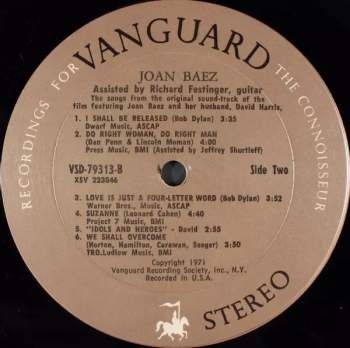 RECORDINGS FOR VANGUARD THE CONNOISSEUR
JOAN BAEZ
Assisted by Richard Festinger, guitar
The songs from the original sound-track of the
film featuring Joan Baez and her husband, David Harris.
1. I SHALL BE RELEASED (Bob Dylan) 3:35
Dwarf Music, ASCAP
2. DO RIGHT WOMAN, DO RIGHT MAN
(Dan Penn & Lincoln Moman) 4:00
Press Music, BMI (Assisted by Jeffrey Shurtleff)
VSD-79313-B
Side Two
XSV 223846
3. LOVE IS JUST A FOUR-LETTER WORD (Bob Dylan) 3:52
Warner Bros., Music, ASCAP
4. SUZANNE (Leonard Cohen) 4:40
Project 7 Music, BMI
5. "IDOLS AND HEROES" - David 2:55
6. WE SHALL OVERCOME
(Horton, Hamilton, Carawan, Seeger) 3:50
TRO.Ludlow Music, BMI
Copyright 1971
Vanguard Recording Society, Inc., N.Y.
Recorded in U.S.A.
STEREO